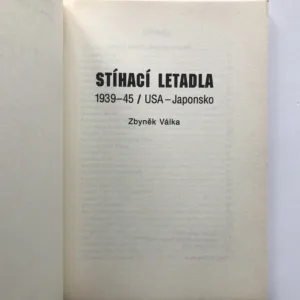 STÍHACÍ LETADLA
1939–45 / USA – Japonsko
Zbyněk Válka